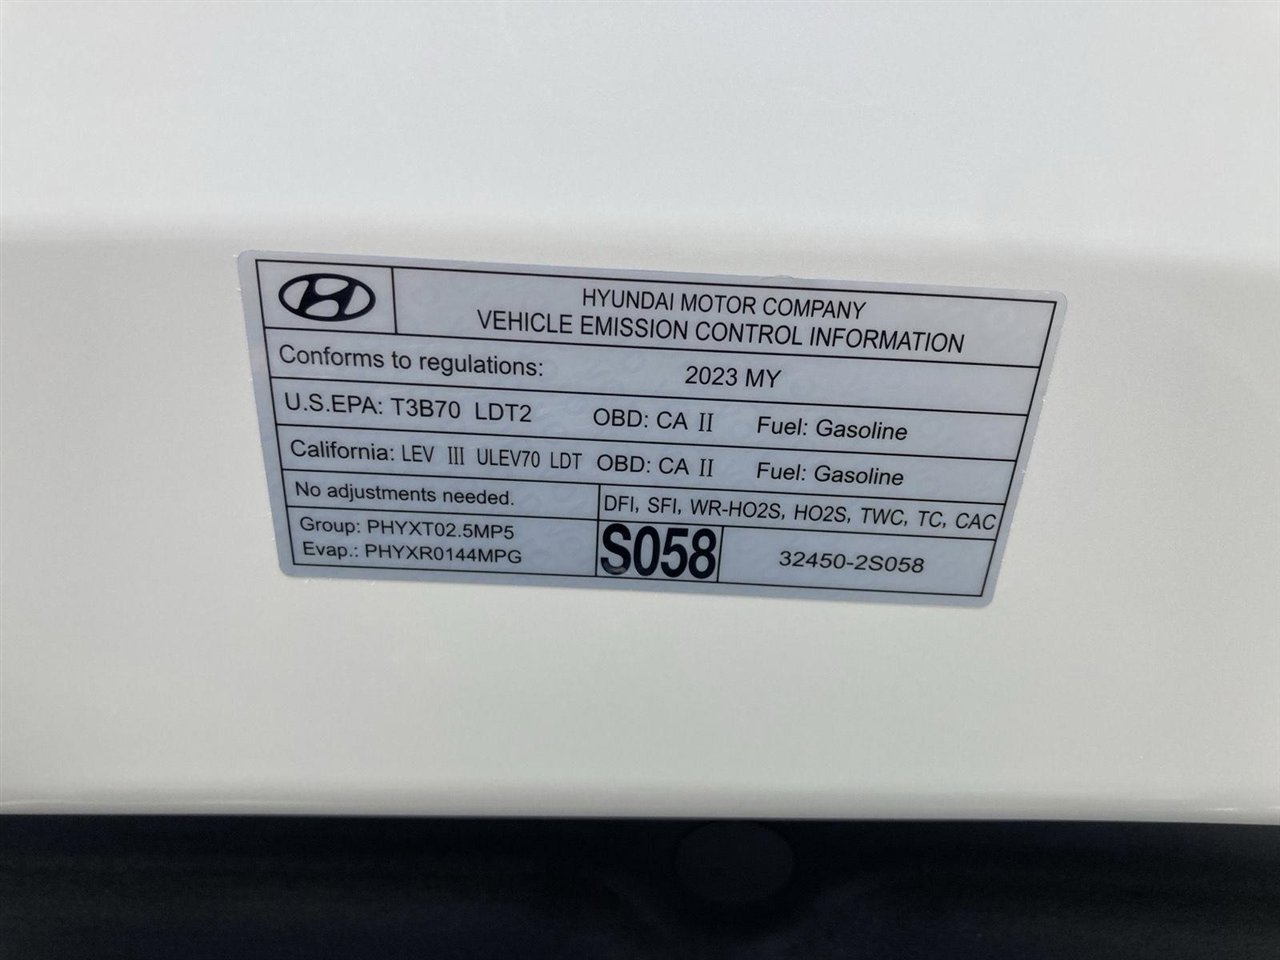 HYUNDAI MOTOR COMPANY
VEHICLE EMISSION CONTROL INFORMATION
Conforms to regulations: 2023 MY
U.S.EPA: T3B70 LDT2 OBD: CA II Fuel: Gasoline
California: LEV III ULEV70 LDT OBD: CA II Fuel: Gasoline
No adjustments needed. DFI, SFI, WR-HO2S, HO2S, TWC, TC, CAC
Group: PHYXT02.5MP5
Evap.: PHYXR0144MPG
S058 32450-2S058